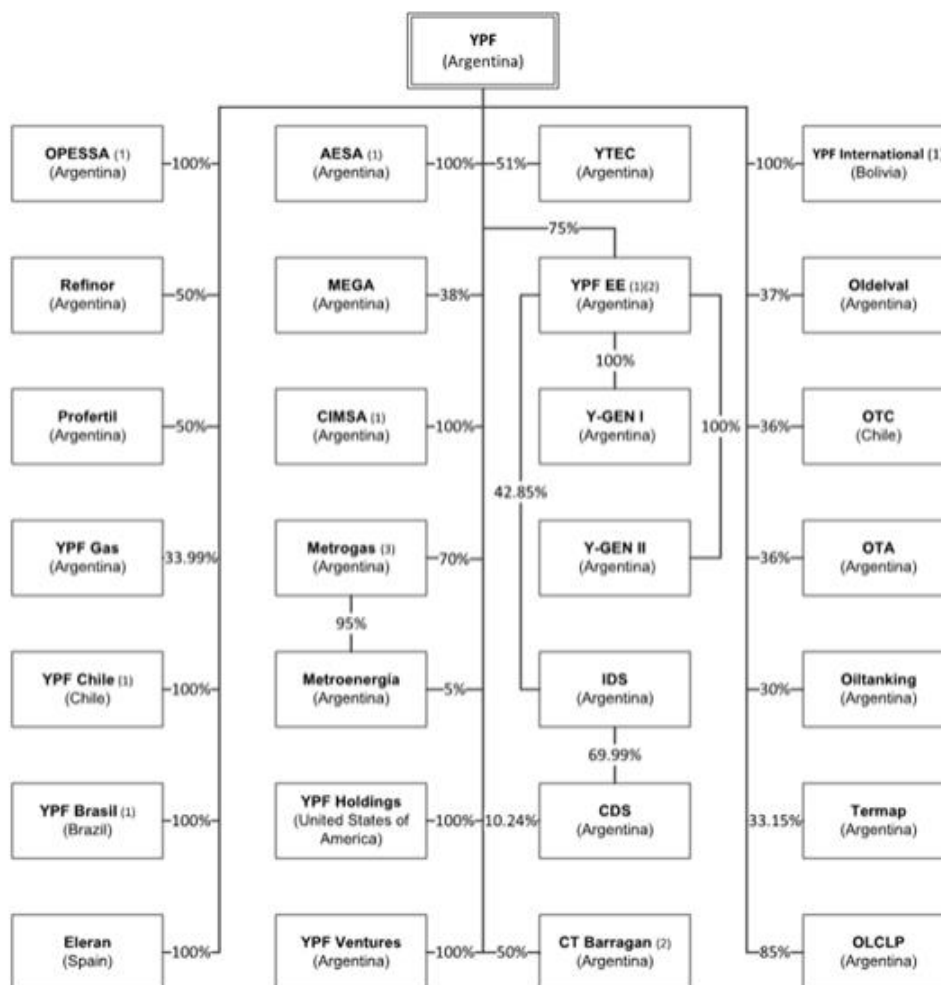 YPF
(Argentina)
OPESSA (1)
(Argentina)
100%
AESA (1)
(Argentina)
100%
51%
YTEC
(Argentina)
100%
YPF International (1)
(Bolivia)
75%
Refinor
(Argentina)
50%
MEGA
(Argentina)
38%
YPF EE (1)(2)
(Argentina)
37%
Oldelval
(Argentina)
100%
Profertil
(Argentina)
50%
CIMSA (1)
(Argentina)
100%
Y-GEN I
(Argentina)
100%
36%
OTC
(Chile)
42.85%
YPF Gas
(Argentina)
33.99%
Metrogas (3)
(Argentina)
70%
Y-GEN II
(Argentina)
36%
OTA
(Argentina)
95%
YPF Chile (1)
(Chile)
100%
Metroenergía
(Argentina)
5%
IDS
(Argentina)
30%
Oiltanking
(Argentina)
69.99%
YPF Brasil (1)
(Brazil)
100%
YPF Holdings
(United States of
America)
100%
10.24%
CDS
(Argentina)
33.15%
Termap
(Argentina)
Eleran
(Spain)
100%
YPF Ventures
(Argentina)
100%
50%
CT Barragan (2)
(Argentina)
85%
OLCLP
(Argentina)